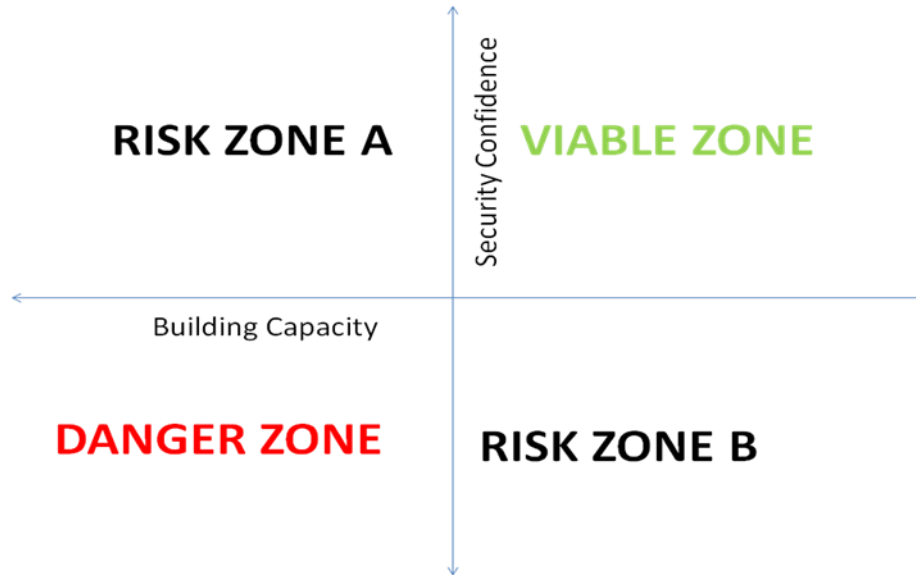 RISK ZONE A
Security Confidence
VIABLE ZONE
Building Capacity
DANGER ZONE
RISK ZONE B